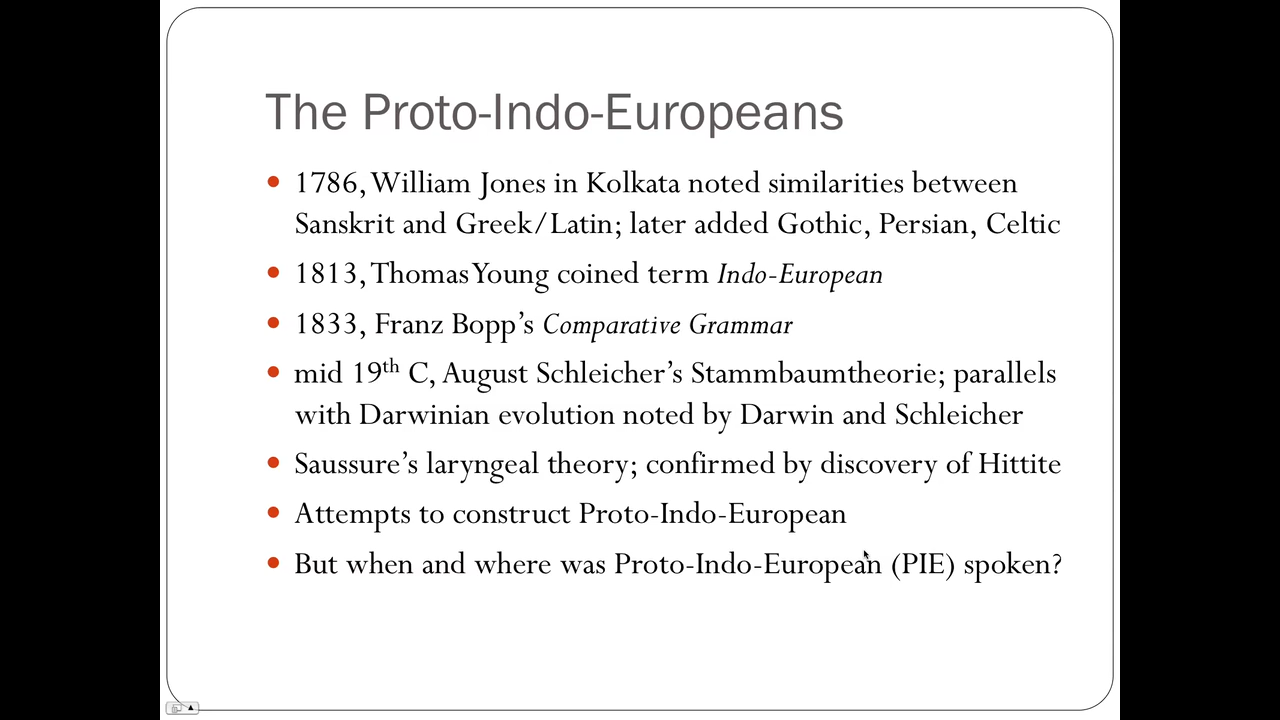 The Proto-Indo-Europeans
• 1786, William Jones in Kolkata noted similarities between
Sanskrit and Greek/Latin; later added Gothic, Persian, Celtic
• 1813, Thomas Young coined term Indo-European
• 1833, Franz Bopp’s Comparative Grammar
• mid 19th C, August Schleicher’s Stammbaumtheorie; parallels
with Darwinian evolution noted by Darwin and Schleicher
• Saussure’s laryngeal theory; confirmed by discovery of Hittite
• Attempts to construct Proto-Indo-European
• But when and where was Proto-Indo-European (PIE) spoken?